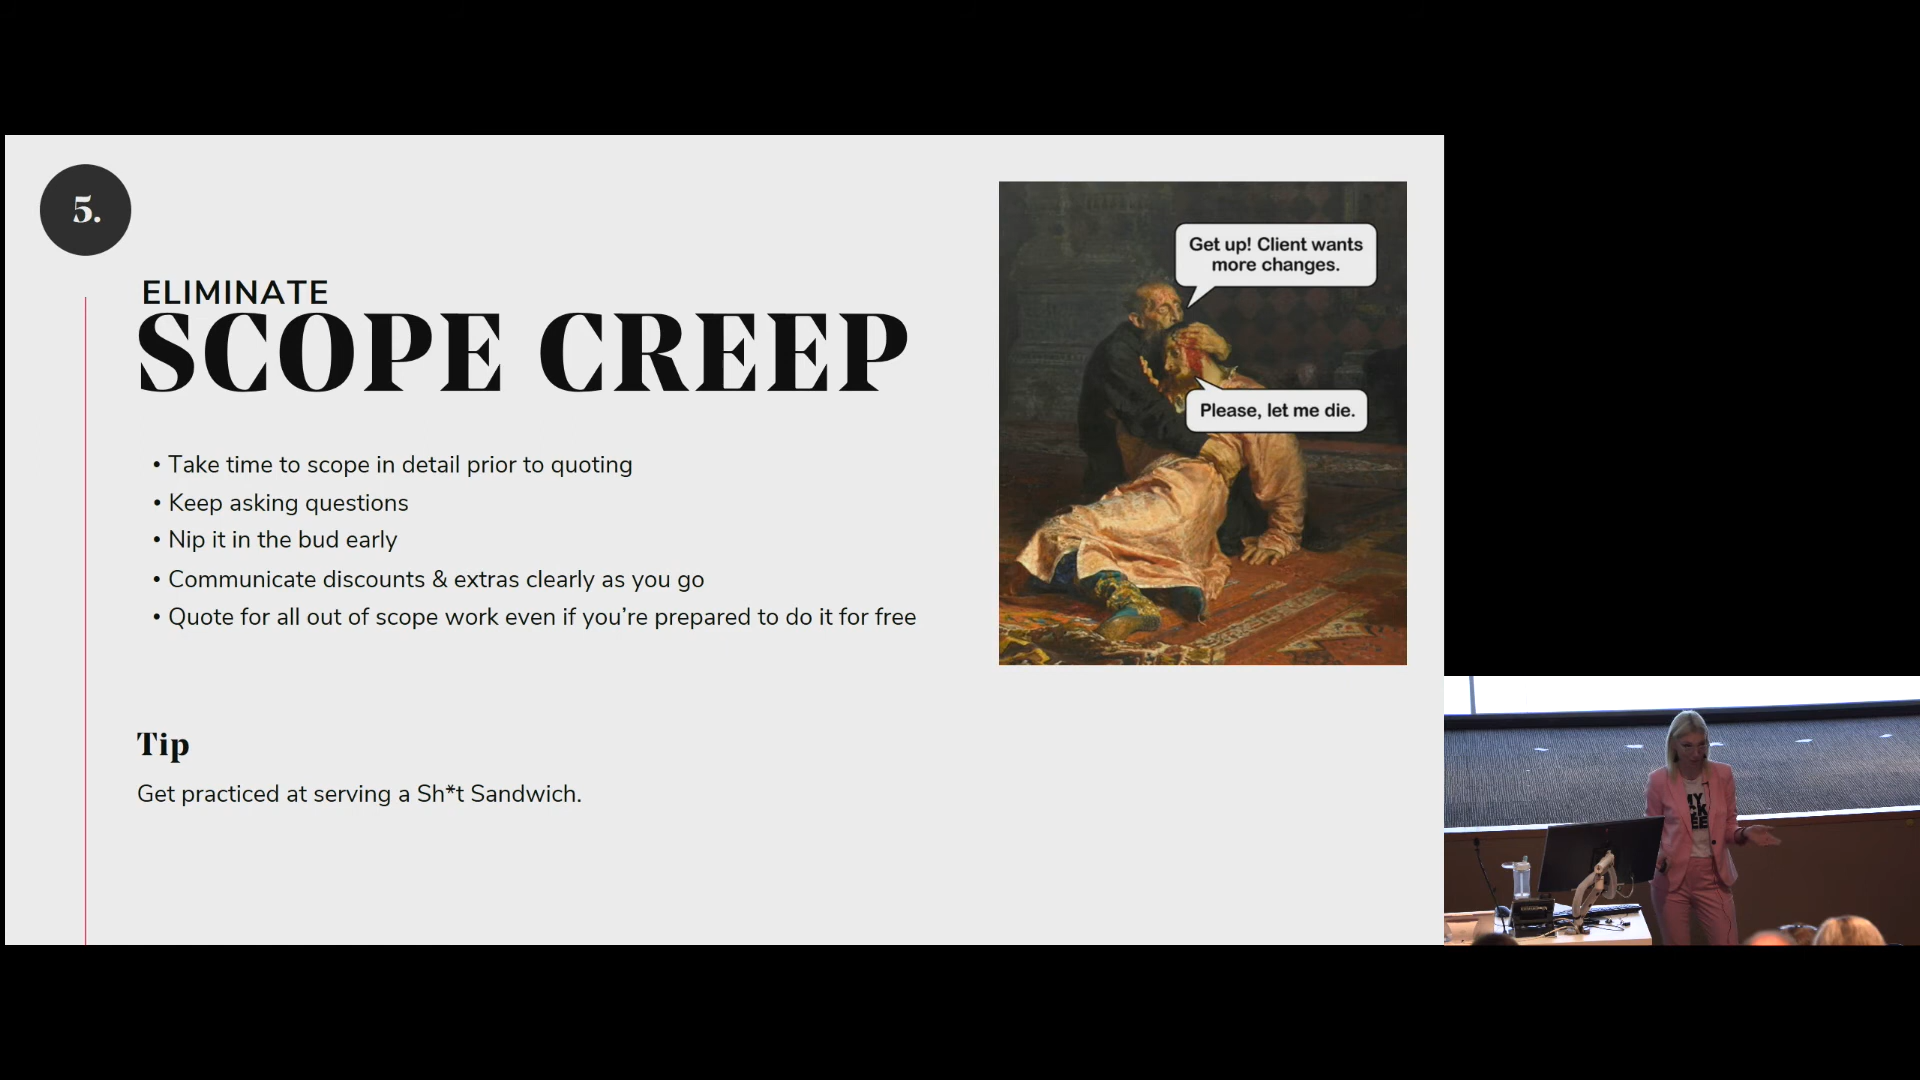 5.
ELIMINATE
SCOPE CREEP
• Take time to scope in detail prior to quoting
• Keep asking questions
• Nip it in the bud early
• Communicate discounts & extras clearly as you go
• Quote for all out of scope work even if you’re prepared to do it for free
Tip
Get practiced at serving a Sh*t Sandwich.
Get up! Client wants
more changes.
Please, let me die.